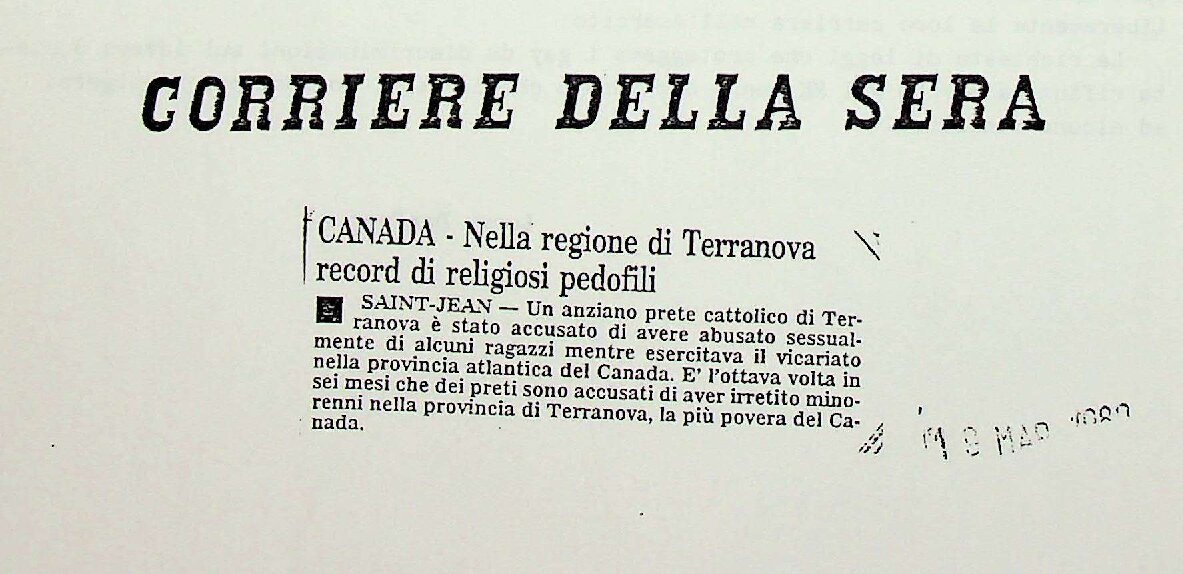 CORRIERE DELLA SERA
CANADA - Nella regione di Terranova
record di religiosi pedofili
SAINT-JEAN — Un anziano prete cattolico di Ter-
ranova è stato accusato di avere abusato sessual-
mente di alcuni ragazzi mentre esercitava il vicariato
nella provincia atlantica del Canada. E' l'ottava volta in
sei mesi che dei preti sono accusati di aver irretito mino-
renni nella provincia di Terranova, la più povera del Ca-
nada.
MAR